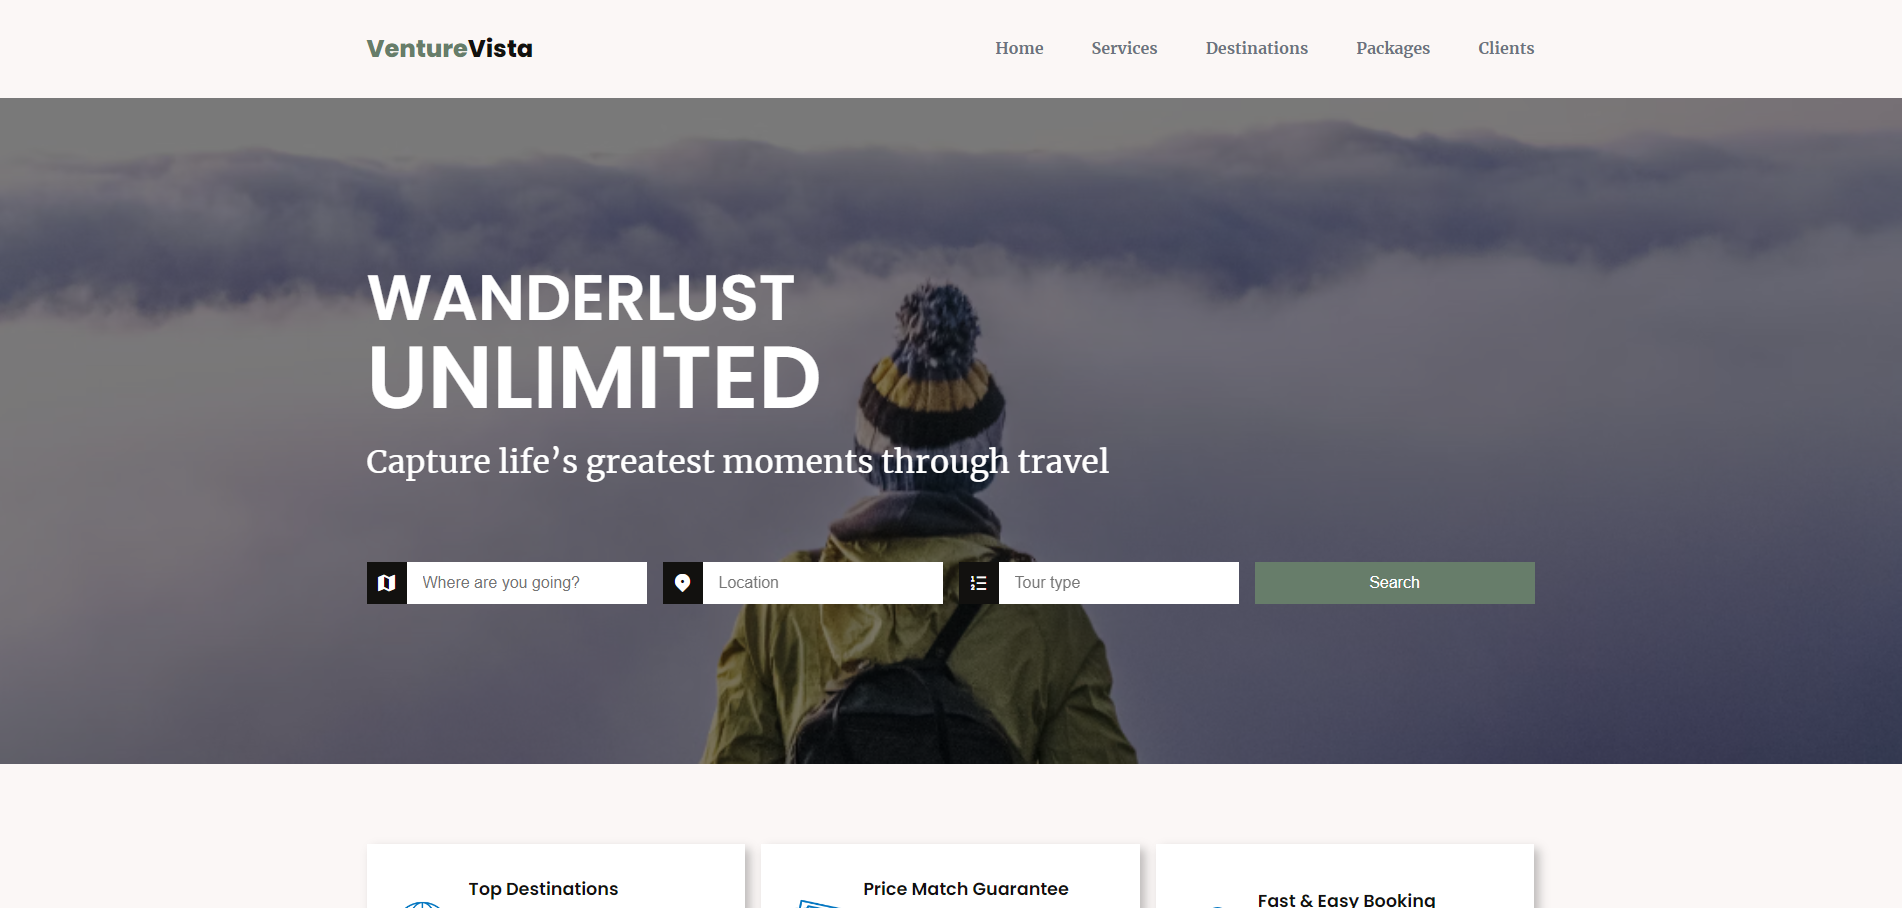 VentureVista
Home Services Destinations Packages Clients
WANDERLUST
UNLIMITED
Capture life’s greatest moments through travel
Where are you going? Location Tour type Search
Top Destinations Price Match Guarantee
Fast & Easy Booking